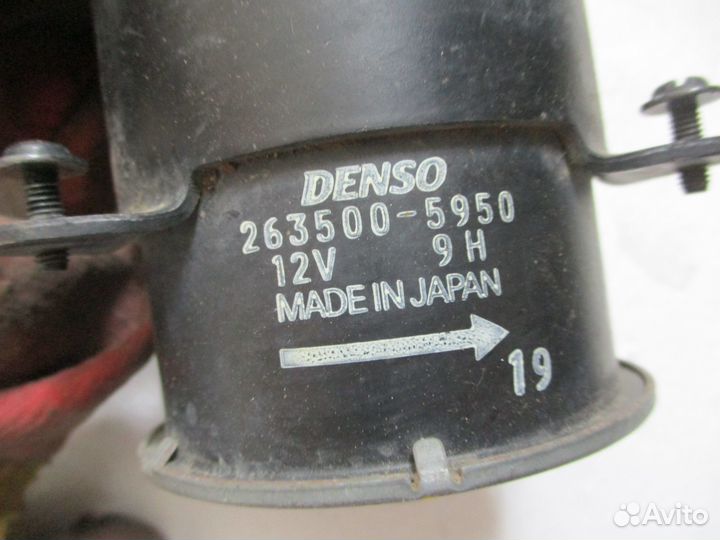 DENSO
263500-5950
12V 9H
MADE IN JAPAN
19
Avito